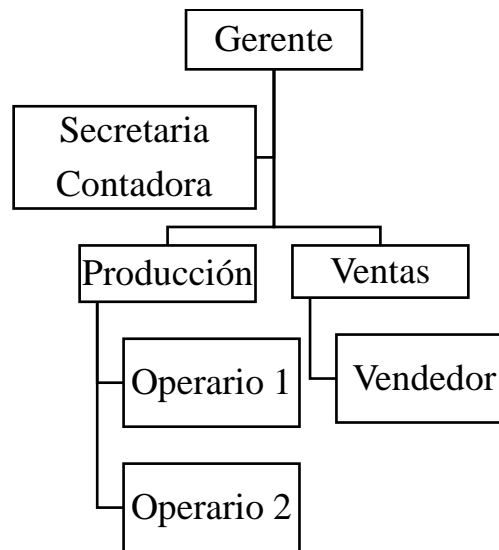 Gerente
Secretaria
Contadora
Producción
Ventas
Operario 1
Vendedor
Operario 2